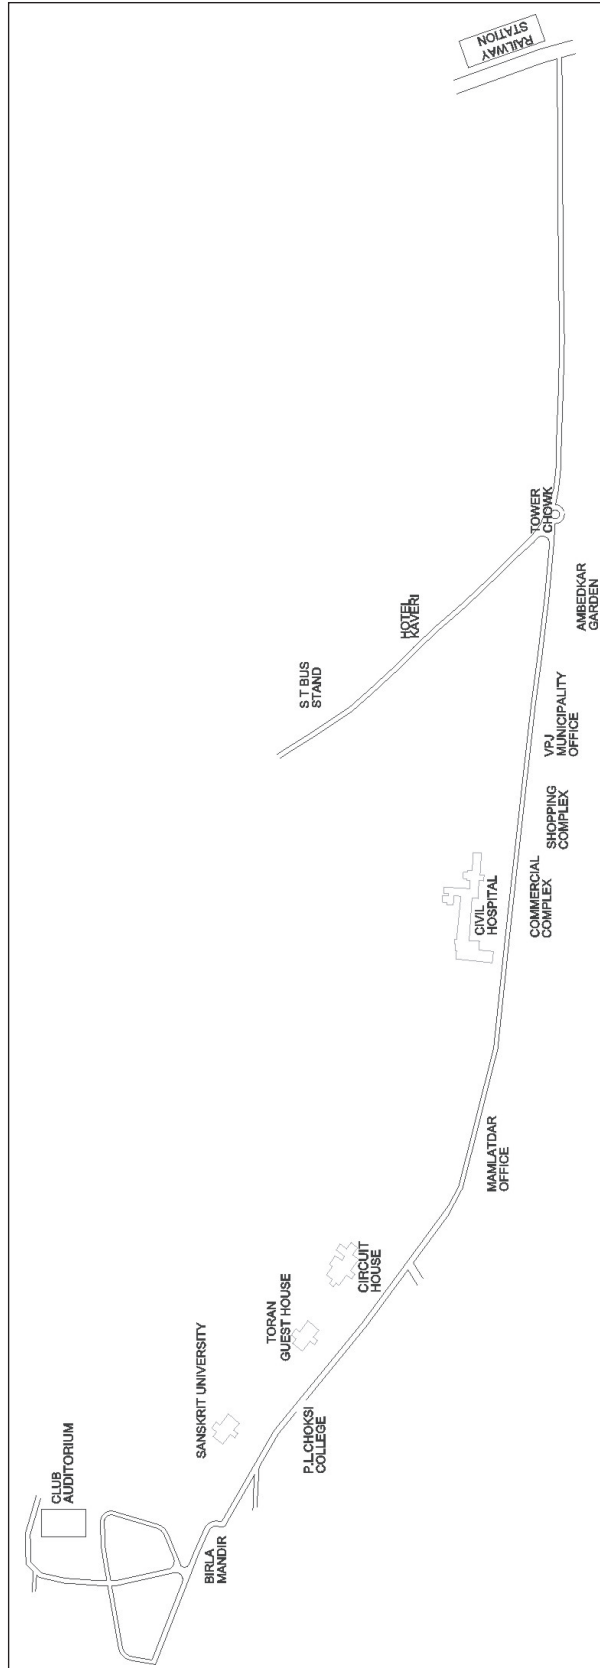 RAILWAY
STATION
TOWER
CHOWK
AMBEDKAR
GARDEN
HOTEL
KAVERI
S T BUS
STAND
VPJ
MUNICIPALITY
OFFICE
SHOPPING
COMPLEX
COMMERCIAL
COMPLEX
CIVIL
HOSPITAL
MAMLATDAR
OFFICE
CIRCUIT
HOUSE
TORAN
GUEST HOUSE
P.L.CHOKSI
COLLEGE
SANSKRIT UNIVERSITY
CLUB
AUDITORIUM
BIRLA
MANDIR